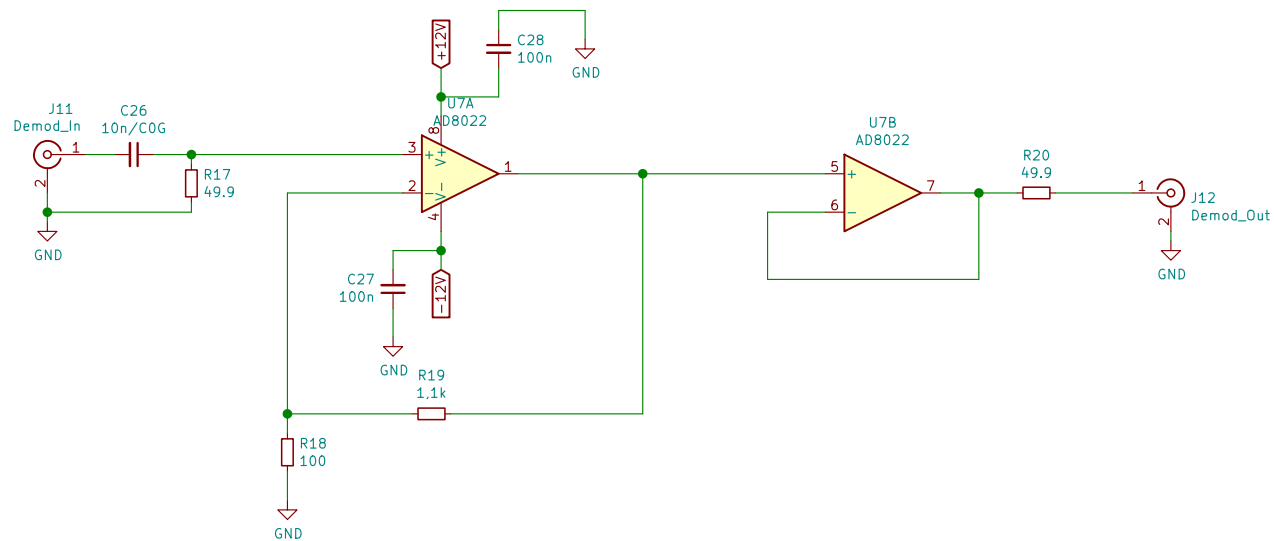 +12V
C28
100n
GND
J11
Demod_In
1
2
GND
C26
10n/C0G
R17
49.9
U7A
AD8022
8
V+
3
+
2
-
V-
4
1
C27
100n
-12V
GND
R19
1,1k
R18
100
GND
U7B
AD8022
5
+
6
-
7
R20
49.9
1
2
J12
Demod_Out
GND